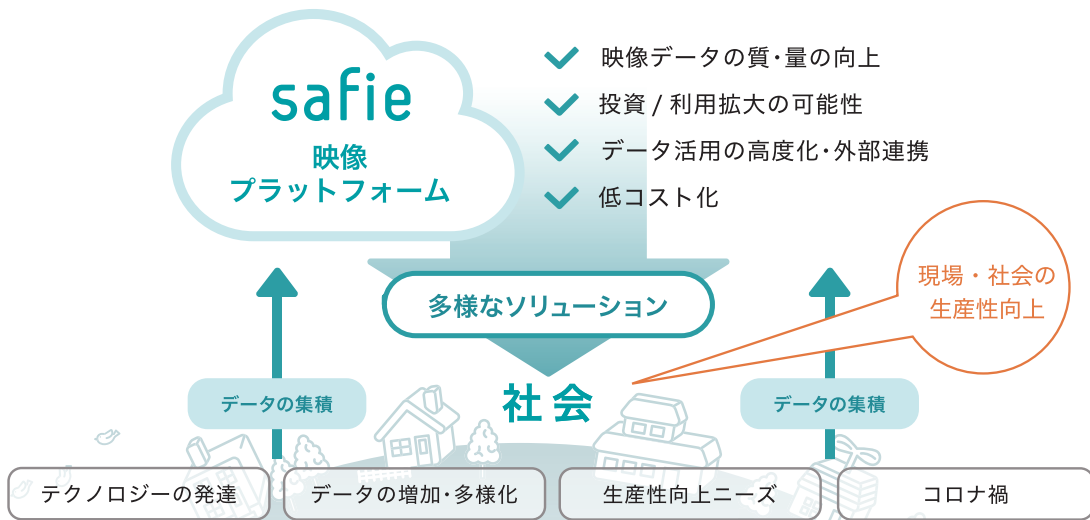 safie
映像
プラットフォーム
映像データの質・量の向上
投資 / 利用拡大の可能性
データ活用の高度化・外部連携
低コスト化
多様なソリューション
現場・社会の
生産性向上
データの集積
社会
データの集積
テクノロジーの発達
データの増加・多様化
生産性向上ニーズ
コロナ禍